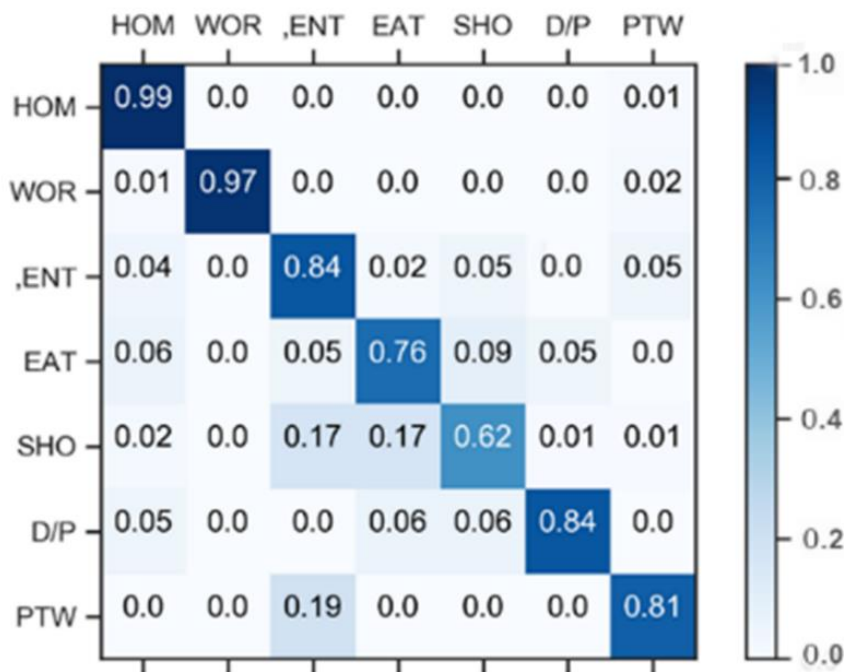 HOM WOR ,ENT EAT SHO D/P PTW
1.0
HOM 0.99 0.0 0.0 0.0 0.0 0.0 0.01
WOR 0.01 0.97 0.0 0.0 0.0 0.0 0.02
0.8
,ENT 0.04 0.0 0.84 0.02 0.05 0.0 0.05
0.6
EAT 0.06 0.0 0.05 0.76 0.09 0.05 0.0
0.4
SHO 0.02 0.0 0.17 0.17 0.62 0.01 0.01
D/P 0.05 0.0 0.0 0.06 0.06 0.84 0.0
0.2
PTW 0.0 0.0 0.19 0.0 0.0 0.0 0.81
0.0